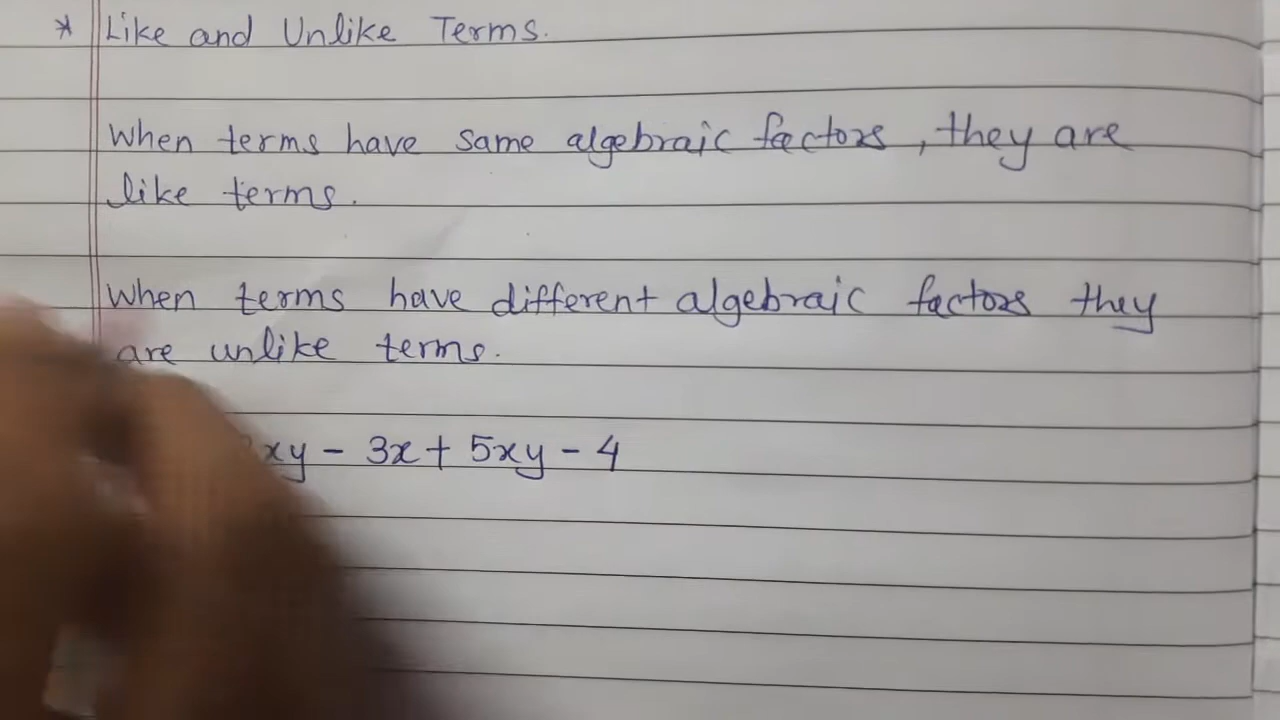 * Like and Unlike Terms.
When terms have same algebraic factors, they are
like terms.
When terms have different algebraic factors they
are unlike terms.
xy - 3x + 5xy - 4